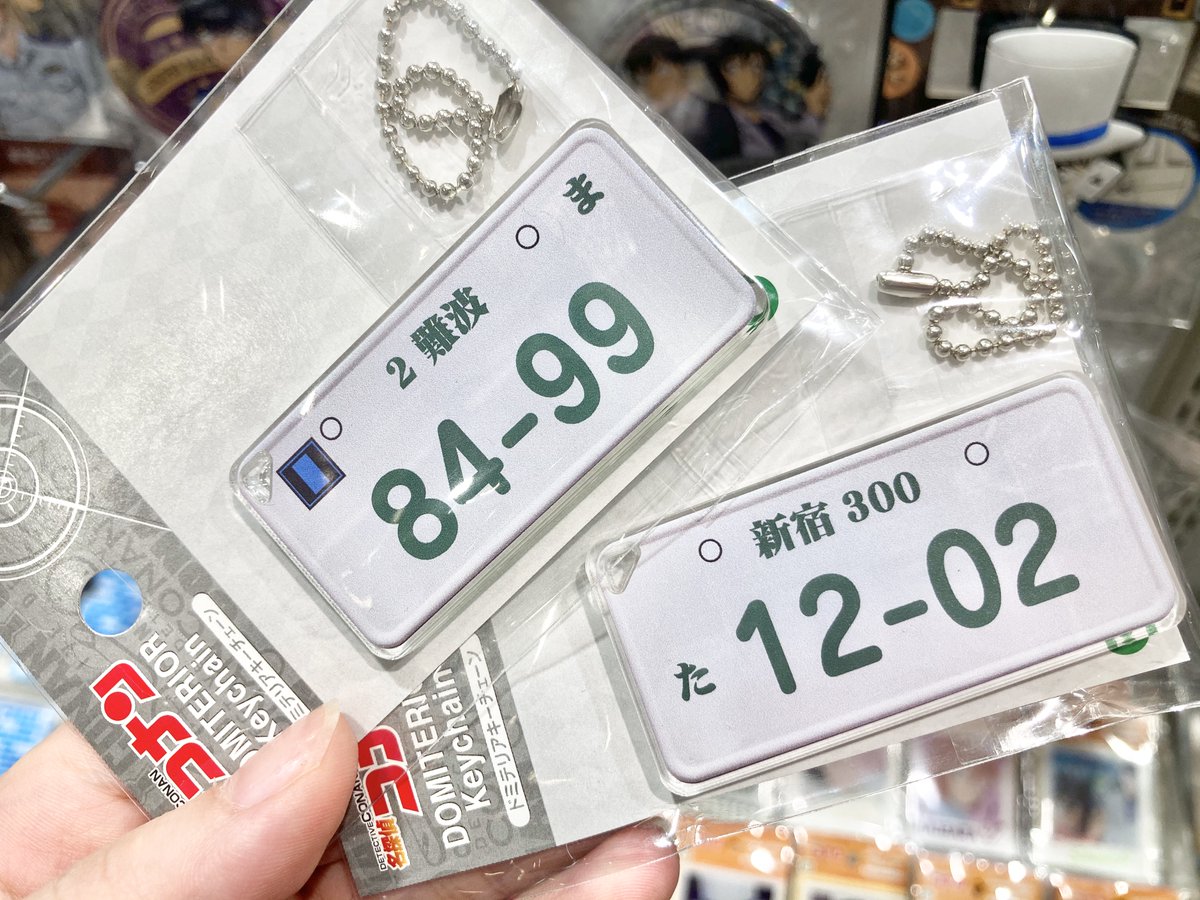 2 難波
ま
84-99
新宿 300
た
12-02
DOMITERIOR
Keychain
ドミテリアキーチェーン
DETECTIVE CONAN
名探偵コナン